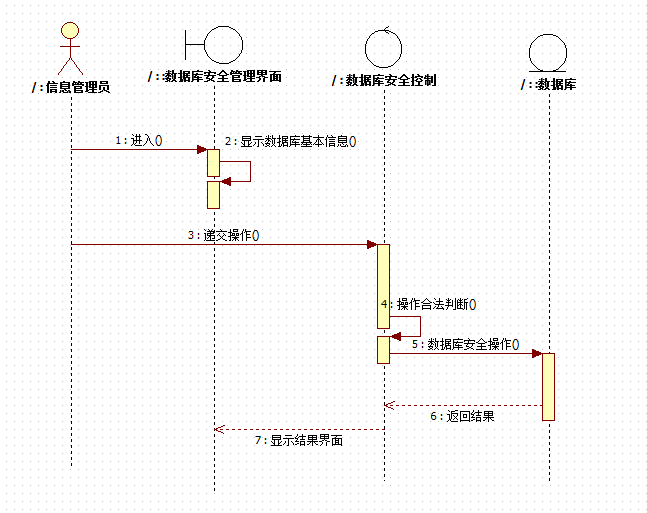 / : 信息管理员
/ : :数据库安全管理界面
/ : :数据库安全控制
/ : :数据库
1 : 进入()
2 : 显示数据库基本信息()
3 : 递交操作()
4 : 操作合法判断()
5 : 数据库安全操作()
6 : 返回结果
7 : 显示结果界面